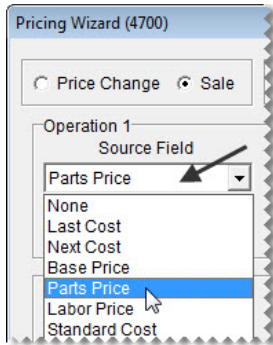 Pricing Wizard (4700)
Price Change Sale
Operation 1
Source Field
Parts Price
None
Last Cost
Next Cost
Base Price
Parts Price
Labor Price
Standard Cost